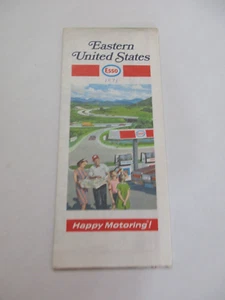 Eastern
United States
Esso
Happy Motoring!